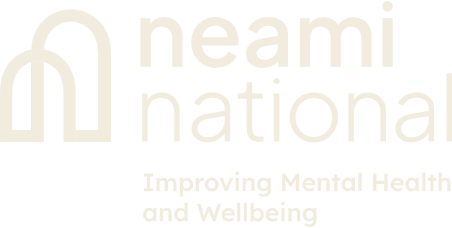 neami
national
Improving Mental Health
and Wellbeing